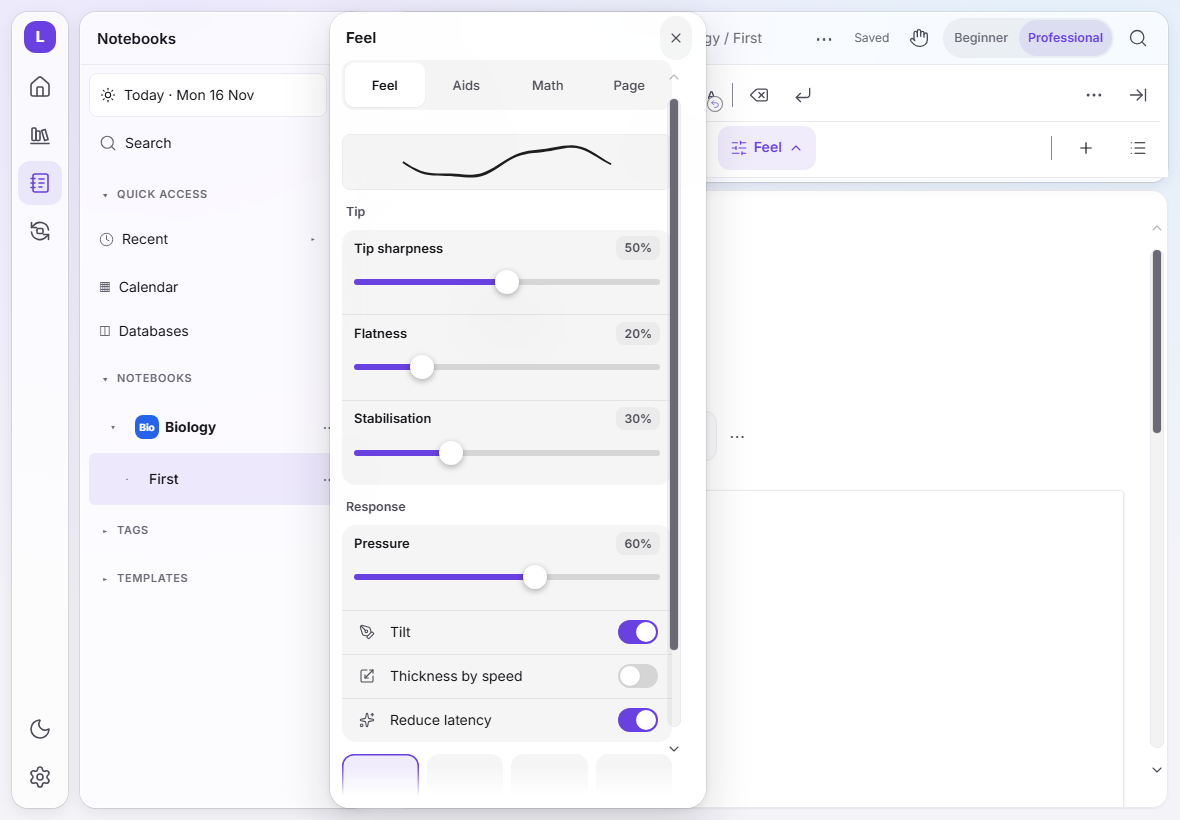 L
Notebooks
Today · Mon 16 Nov
Search
QUICK ACCESS
Recent
Calendar
Databases
NOTEBOOKS
Bio Biology
First
TAGS
TEMPLATES
Feel
Feel Aids Math Page
Tip
Tip sharpness 50%
Flatness 20%
Stabilisation 30%
Response
Pressure 60%
Tilt
Thickness by speed
Reduce latency
gy / First
Saved
Beginner Professional
Feel